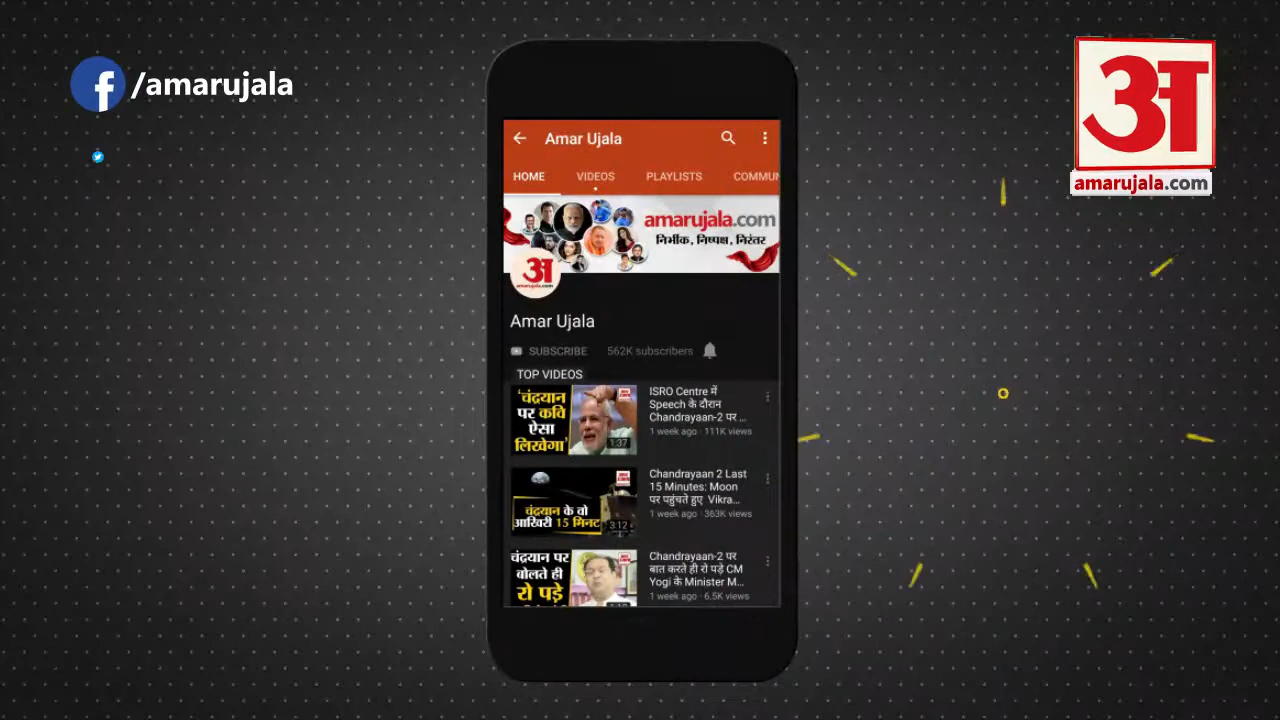 /amarujala
अ
amarujala.com
Amar Ujala
HOME VIDEOS PLAYLISTS COMMUN
amarujala.com
निर्भीक, निष्पक्ष, निरंतर
अ
amarujala.com
Amar Ujala
SUBSCRIBE 562K subscribers
TOP VIDEOS
'चंद्रयान
पर कवि
ऐसा
लिखेगा'
1:37
ISRO Centre में
Speech के दौरान
Chandrayaan-2 पर ...
1 week ago · 111K views
चंद्रयान के वो
आखिरी 15 मिनट
3:12
Chandrayaan 2 Last
15 Minutes: Moon
पर पहुंचते हुए Vikra...
1 week ago · 363K views
चंद्रयान पर
बोलते ही
रो पड़े
Chandrayaan-2 पर
बात करते ही रो पड़े CM
Yogi के Minister M...
1 week ago · 6.5K views